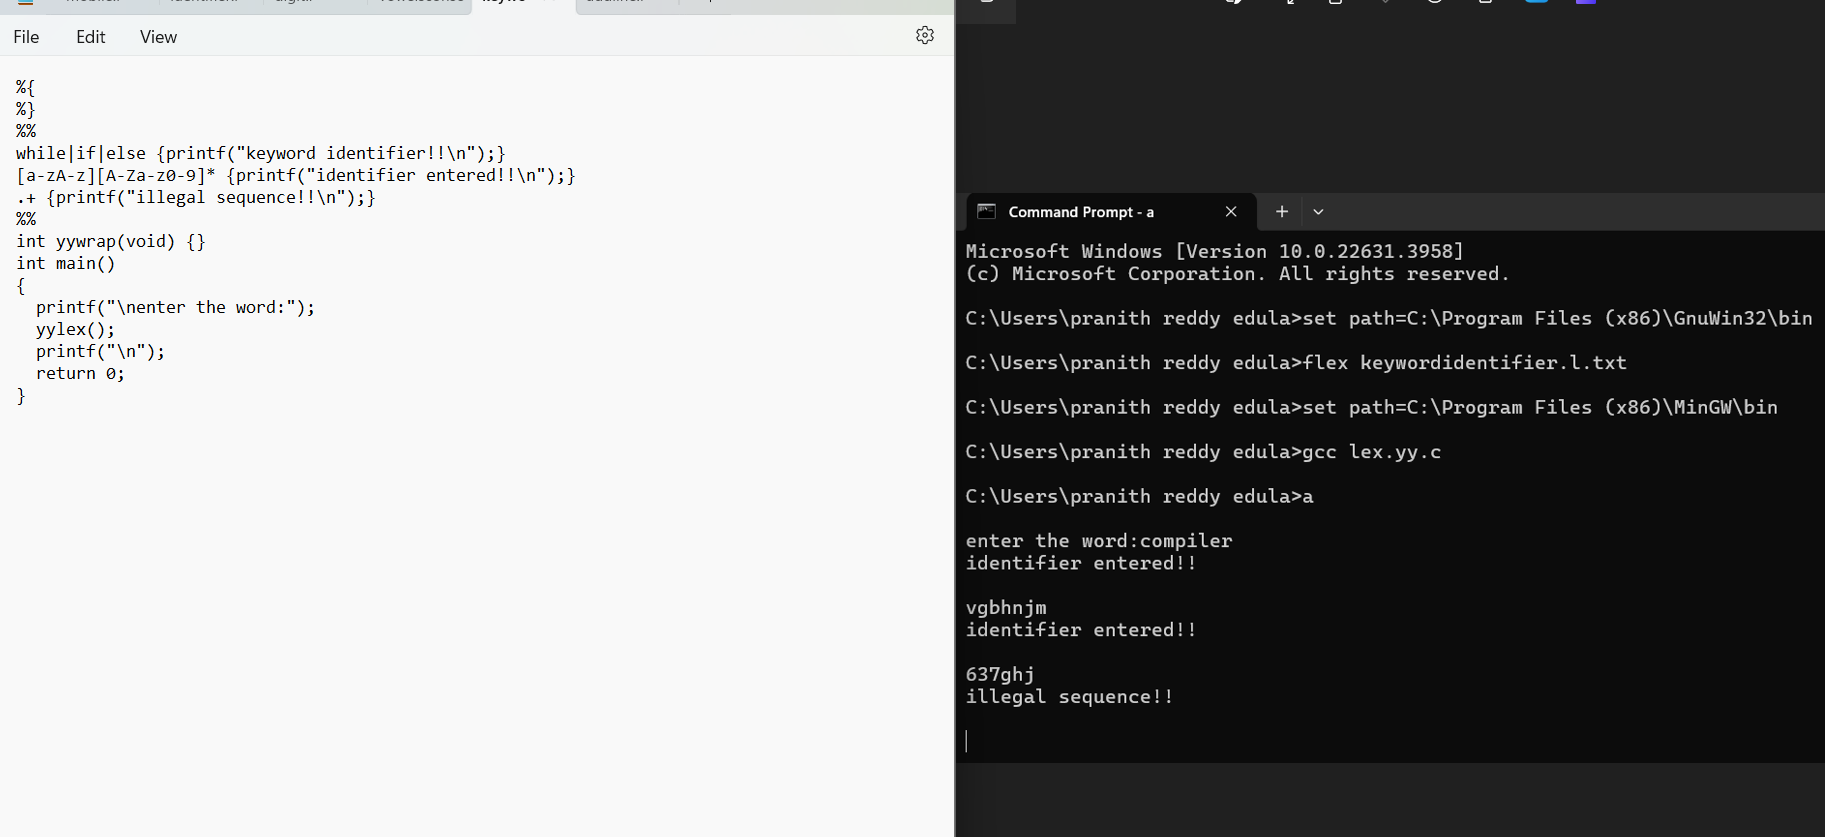 File Edit View
%{
%}
%%
while|if|else {printf("keyword identifier!!\n");}
[a-zA-z][A-Za-z0-9]* {printf("identifier entered!!\n");}
.+ {printf("illegal sequence!!\n");}
%%
int yywrap(void) {}
int main()
{
printf("\nenter the word:");
yylex();
printf("\n");
return 0;
}
Command Prompt - a
Microsoft Windows [Version 10.0.22631.3958]
(c) Microsoft Corporation. All rights reserved.
C:\Users\pranith reddy edula>set path=C:\Program Files (x86)\GnuWin32\bin
C:\Users\pranith reddy edula>flex keywordidentifier.l.txt
C:\Users\pranith reddy edula>set path=C:\Program Files (x86)\MinGW\bin
C:\Users\pranith reddy edula>gcc lex.yy.c
C:\Users\pranith reddy edula>a
enter the word:compiler
identifier entered!!
vgbhnjm
identifier entered!!
637ghj
illegal sequence!!